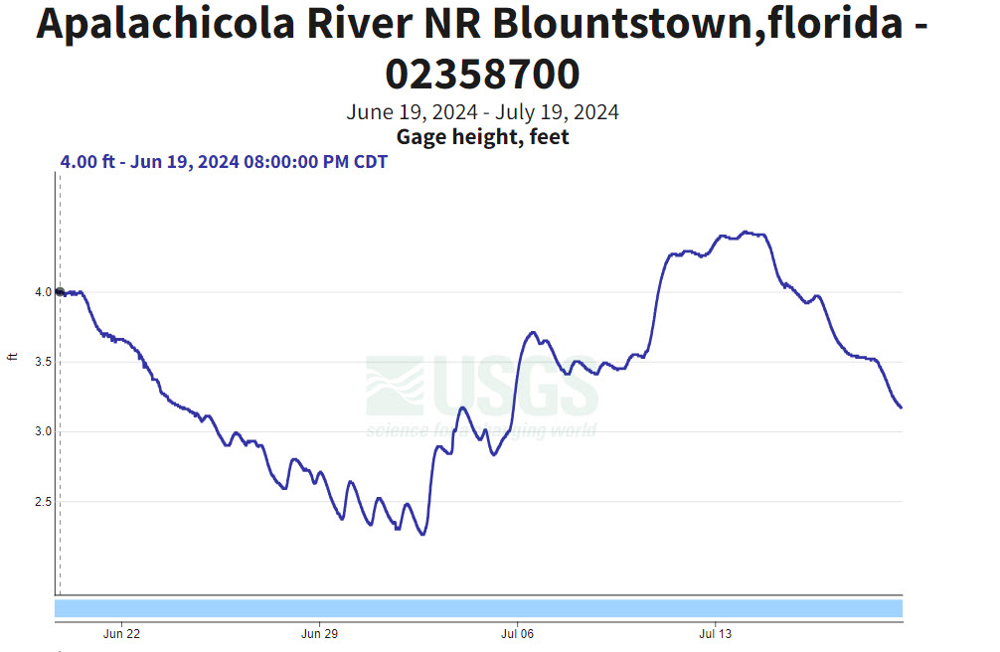 Apalachicola River NR Blountstown,florida -
02358700
June 19, 2024 - July 19, 2024
Gage height, feet
4.00 ft - Jun 19, 2024 08:00:00 PM CDT
4.0
3.5
ft
USGS
science for a changing world
3.0
2.5
Jun 22
Jun 29
Jul 06
Jul 13